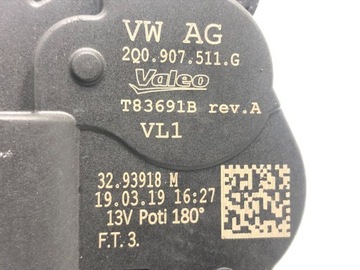 VW AG
2Q0.907.511.G
Valeo
T83691B rev.A
VL1
32.93918 M
19.03.19 16:27
13V Poti 180°
F.T. 3.